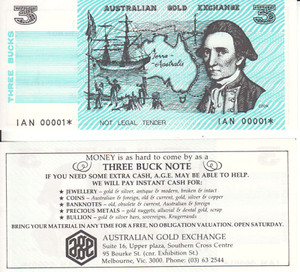 3 AUSTRALIAN GOLD EXCHANGE 3
THREE BUCKS
Terra Australis
IAN 00001* NOT LEGAL TENDER IAN 00001*
MONEY is as hard to come by as a
THREE BUCK NOTE
IF YOU NEED SOME EXTRA CASH, A.G.E. MAY BE ABLE TO HELP.
WE WILL PAY INSTANT CASH FOR:
★ JEWELLERY – gold & silver, antique & modern, broken & intact
★ COINS – Australian & foreign, old & current, gold & silver, copper
★ BANKNOTES – old, obsolete & current, Australian & foreign
★ PRECIOUS METALS – gold nuggets, alluvial & dental gold, scrap
★ BULLION – gold & silver bars, sovereigns, Krugerrands
BRING YOUR MATERIAL IN ANY TIME FOR A FREE, NO OBLIGATION VALUATION. OPEN SATURDAY.
AUSTRALIAN GOLD EXCHANGE
Suite 16, Upper plaza, Southern Cross Centre
95 Bourke St. (cnr. Exhibition St.)
Melbourne, Vic. 3000. Phone: (03) 63 2544